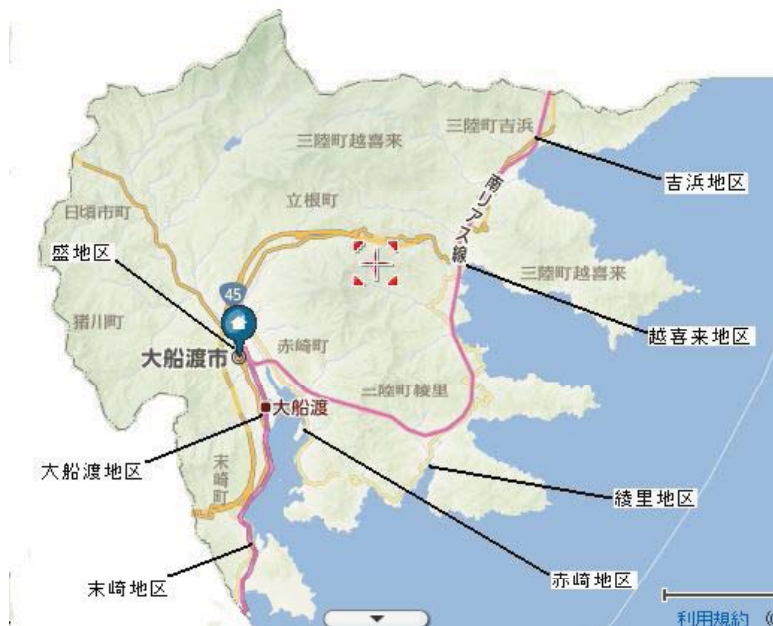 三陸町吉浜
三陸町越喜来
吉浜地区
立根町
南リアス線
日頃市町
盛地区
三陸町越喜来
45
猪川町
赤崎町
越喜来地区
大船渡市
三陸町綾里
大船渡
大船渡地区
末崎町
綾里地区
赤崎地区
末崎地区
利用規約